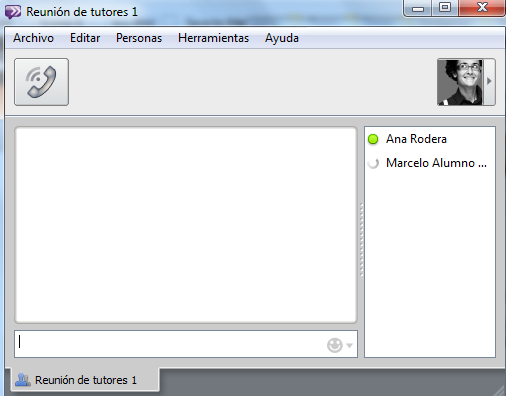 Reunión de tutores 1
Archivo Editar Personas Herramientas Ayuda
Ana Rodera
Marcelo Alumno ...
Reunión de tutores 1